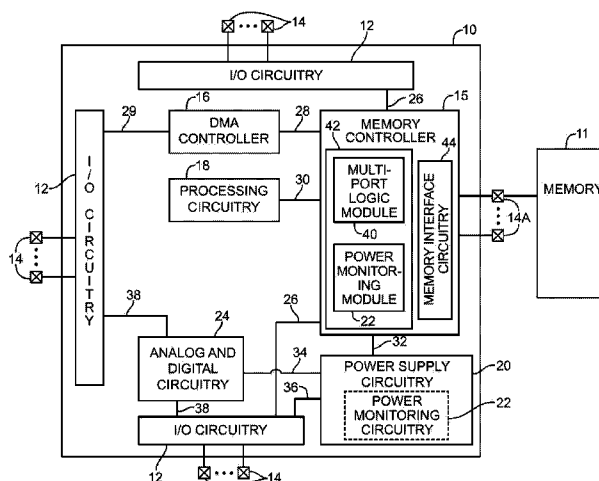 14
10
12
I/O CIRCUITRY
16
26
15
29
DMA
CONTROLLER
28
MEMORY
CONTROLLER
42
44
11
12
I/O CIRCUITRY
18
PROCESSING
CIRCUITRY
30
MULTI-
PORT LOGIC
MODULE
40
MEMORY INTERFACE
CIRCUITRY
MEMORY
14A
14
POWER
MONITOR-
ING MODULE
22
38
26
24
32
ANALOG AND
DIGITAL
CIRCUITRY
34
POWER SUPPLY
CIRCUITRY
20
36
38
POWER
MONITORING
CIRCUITRY
22
I/O CIRCUITRY
12
14